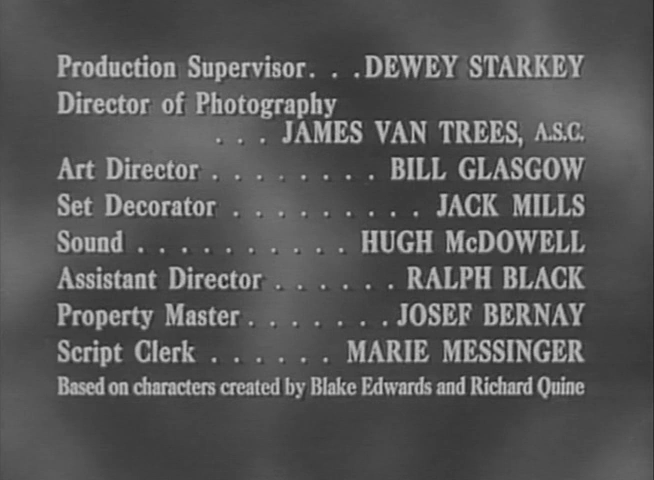 Production Supervisor. . .DEWEY STARKEY
Director of Photography
. . . JAMES VAN TREES, A.S.C.
Art Director . . . . . . . . BILL GLASGOW
Set Decorator . . . . . . . . . JACK MILLS
Sound . . . . . . . . . . HUGH McDOWELL
Assistant Director . . . . . . RALPH BLACK
Property Master . . . . . . . JOSEF BERNAY
Script Clerk . . . . . . MARIE MESSINGER
Based on characters created by Blake Edwards and Richard Quine